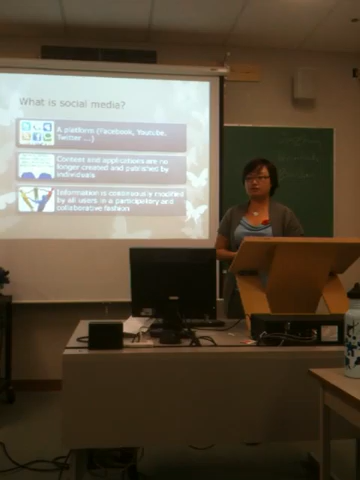 What is social media?
A platform (Facebook, Youtube,
Twitter ...)
Content and applications are no
longer created and published by
individuals
Information is continuously modified
by all users in a participatory and
collaborative fashion.